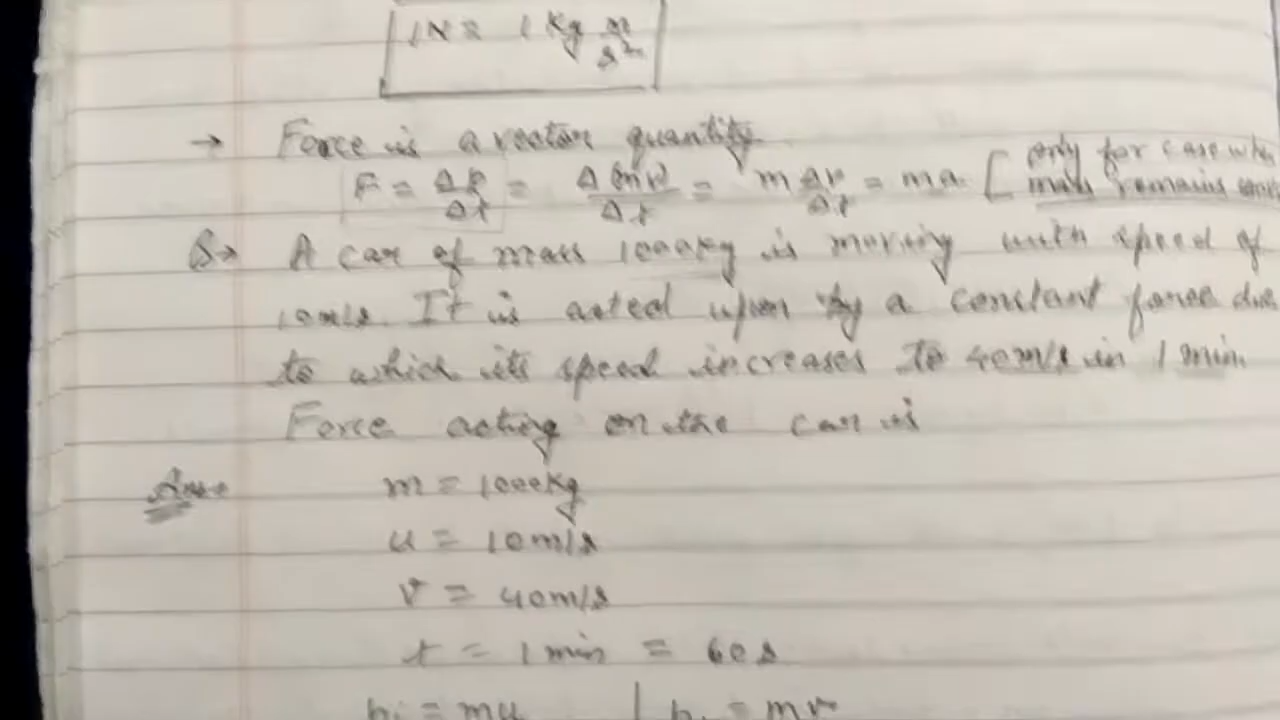 1N = 1 Kg m/s²
→ Force is a vector quantity
F = Δp/Δt = Δ(mv)/Δt = m Δv/Δt = ma [only for case when
mass remains
Q→ A car of mass 1000kg is moving with speed of
10m/s. It is acted upon by a constant force due
to which its speed increases to 40m/s in 1 min
Force acting on the car is
Ans→ m = 1000kg
u = 10m/s
v = 40m/s
t = 1 min = 60s
= mu | = mv